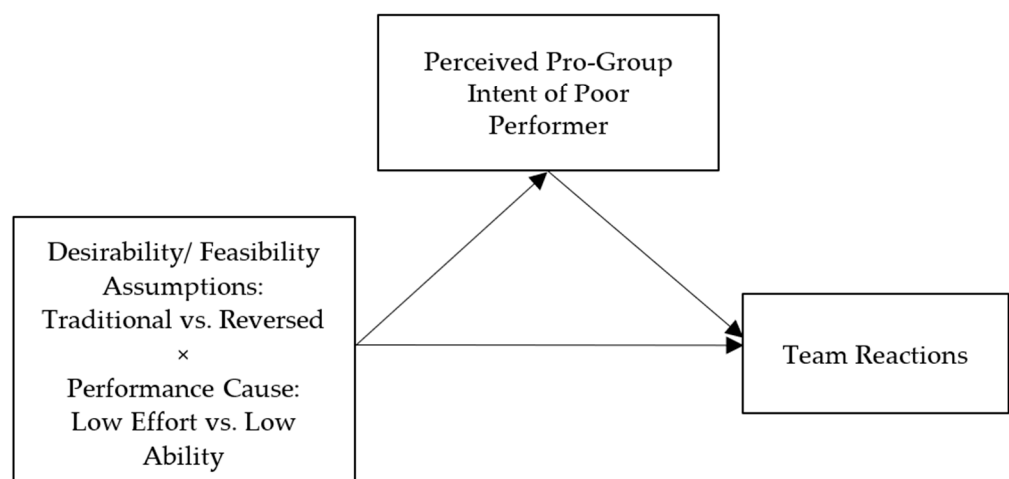 Perceived Pro-Group
Intent of Poor
Performer
Desirability/ Feasibility
Assumptions:
Traditional vs. Reversed
×
Performance Cause:
Low Effort vs. Low
Ability
Team Reactions